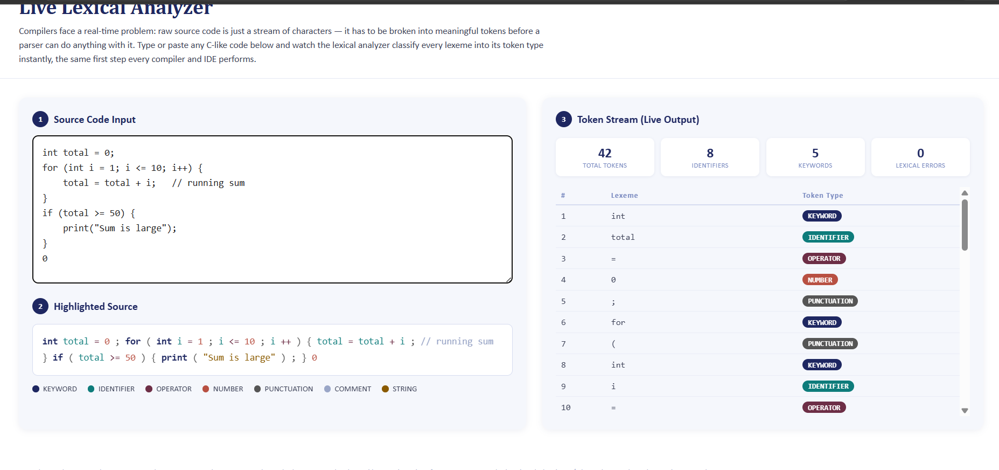 Live Lexical Analyzer
Compilers face a real-time problem: raw source code is just a stream of characters — it has to be broken into meaningful tokens before a
parser can do anything with it. Type or paste any C-like code below and watch the lexical analyzer classify every lexeme into its token type
instantly, the same first step every compiler and IDE performs.
1 Source Code Input
int total = 0;
for (int i = 1; i <= 10; i++) {
    total = total + i;   // running sum
}
if (total >= 50) {
    print("Sum is large");
}
0
2 Highlighted Source
int total = 0 ; for ( int i = 1 ; i <= 10 ; i ++ ) { total = total + i ; // running sum
} if ( total >= 50 ) { print ( "Sum is large" ) ; } 0
KEYWORD IDENTIFIER OPERATOR NUMBER PUNCTUATION COMMENT STRING
3 Token Stream (Live Output)
42 8 5 0
TOTAL TOKENS IDENTIFIERS KEYWORDS LEXICAL ERRORS
# Lexeme Token Type
1 int KEYWORD
2 total IDENTIFIER
3 = OPERATOR
4 0 NUMBER
5 ; PUNCTUATION
6 for KEYWORD
7 ( PUNCTUATION
8 int KEYWORD
9 i IDENTIFIER
10 = OPERATOR